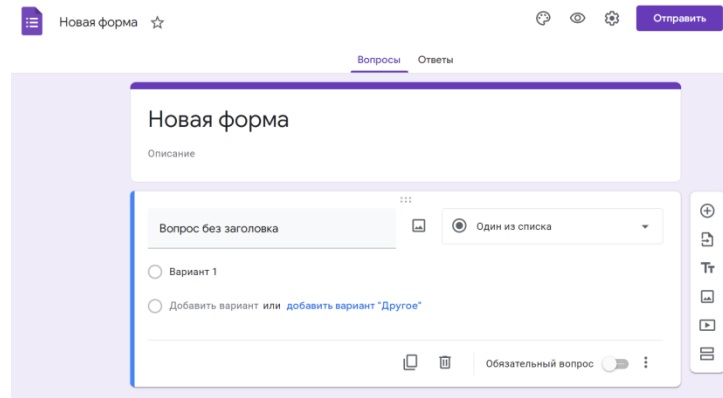 Новая форма
Отправить
Вопросы Ответы
Новая форма
Описание
Вопрос без заголовка
Один из списка
Вариант 1
Добавить вариант или добавить вариант "Другое"
Обязательный вопрос
Тт